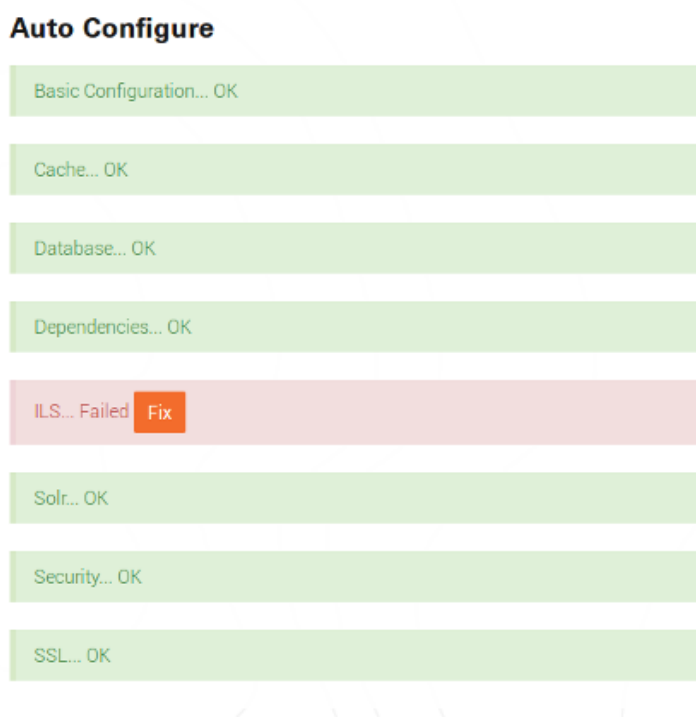 Auto Configure
Basic Configuration... OK
Cache... OK
Database... OK
Dependencies... OK
ILS... Failed Fix
Solr... OK
Security... OK
SSL... OK